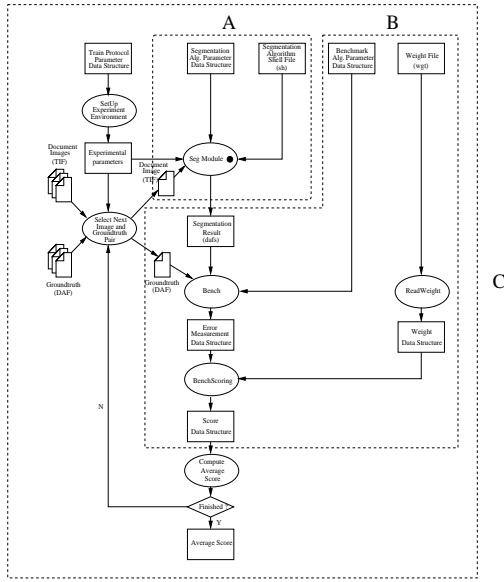 A
B
Train Protocol
Parameter
Data Structure
Segmentation
Alg. Parameter
Data Structure
Segmentation
Algorithm
Shell File
(sh)
Benchmark
Alg. Parameter
Data Structure
Weight File
(wgt)
SetUp
Experiment
Environment
Document
Images
(TIF)
Experimental
parameters
Document
Image
(TIF)
Seg Module
Select Next
Image and
Groundtruth
Pair
Segmentation
Result
(dafs)
Groundtruth
(DAF)
Groundtruth
(DAF)
Bench
ReadWeight
C
Error
Measurement
Data Structure
Weight
Data Structure
BenchScoring
N
Score
Data Structure
Compute
Average
Score
Finished ?
Y
Average Score